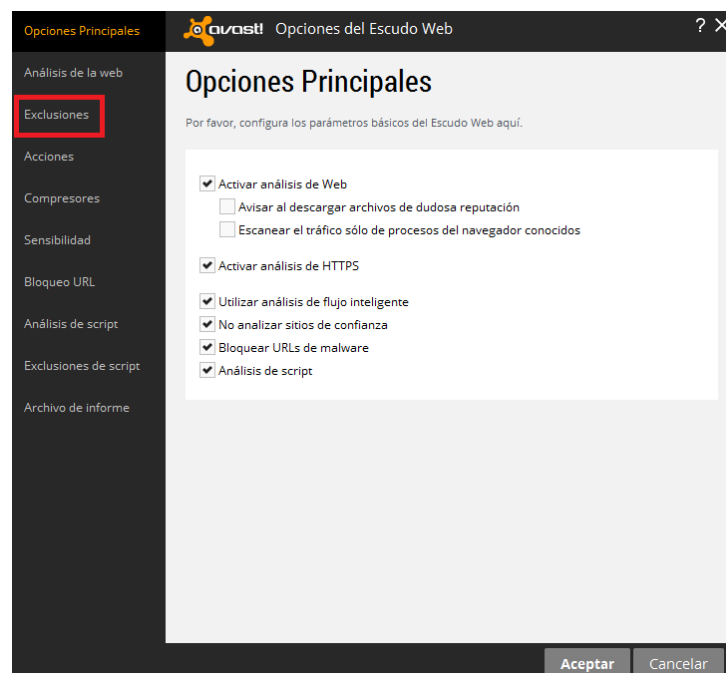 Opciones Principales
avast! Opciones del Escudo Web ? X
Análisis de la web
Exclusiones
Acciones
Compresores
Sensibilidad
Bloqueo URL
Análisis de script
Exclusiones de script
Archivo de informe
Opciones Principales
Por favor, configura los parámetros básicos del Escudo Web aquí.
Activar análisis de Web
Avisar al descargar archivos de dudosa reputación
Escanear el tráfico sólo de procesos del navegador conocidos
Activar análisis de HTTPS
Utilizar análisis de flujo inteligente
No analizar sitios de confianza
Bloquear URLs de malware
Análisis de script
Aceptar Cancelar